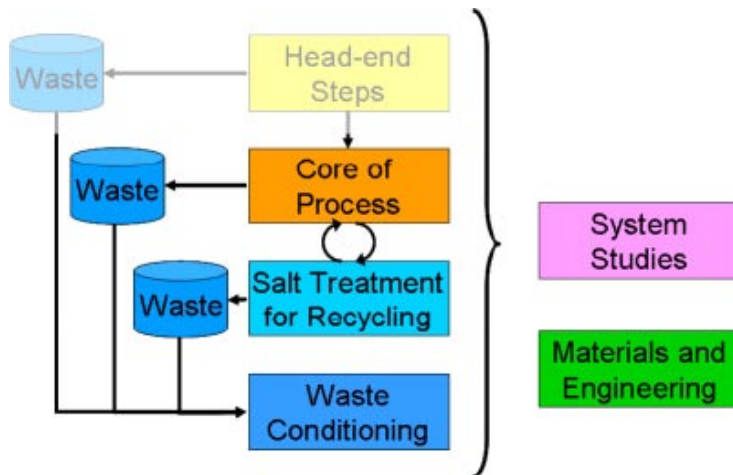 Waste
Head-end
Steps
Waste
Core of
Process
Waste
Salt Treatment
for Recycling
Waste
Conditioning
System
Studies
Materials and
Engineering